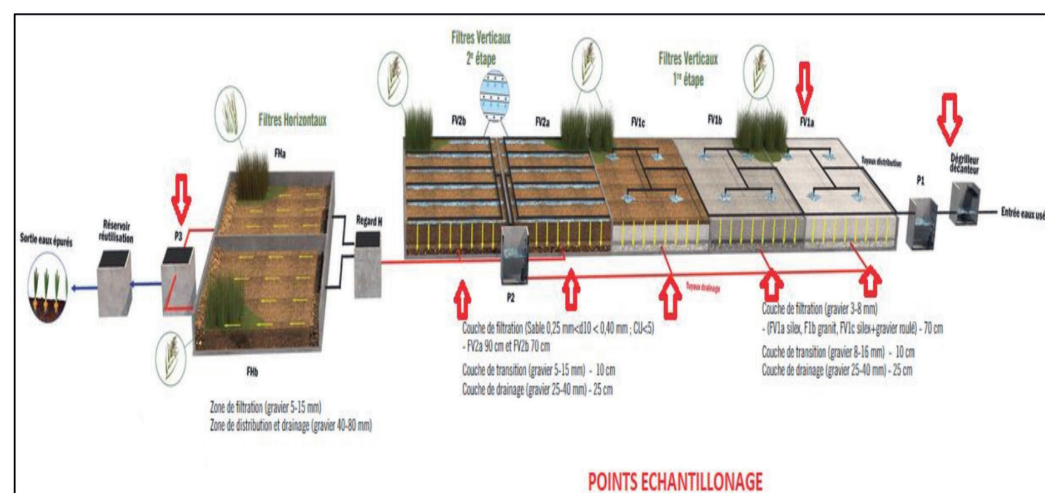 Filtres Verticaux
2e étape
Filtres Verticaux
1re étape
Filtres Horizontaux
FV2b
FV2a
FV1c
FV1b
FV1a
Tuyaux distribution
P1
Dégrilleur
décanteur
Entrée eaux usé
FHa
Regard H
P3
Réservoir
réutilisation
Sortie eaux épurés
P2
Tuyaux drainage
FHb
Couche de filtration (Sable 0,25 mm<d10 < 0,40 mm ; CU<5)
- FV2a 90 cm et FV2b 70 cm
Couche de transition (gravier 5-15 mm) - 10 cm
Couche de drainage (gravier 25-40 mm) - 25 cm
Couche de filtration (gravier 3-8 mm)
- (FV1a silex, F1b granit, FV1c silex+gravier roulé) - 70 cm
Couche de transition (gravier 8-16 mm) - 10 cm
Couche de drainage (gravier 25-40 mm) - 25 cm
Zone de filtration (gravier 5-15 mm)
Zone de distribution et drainage (gravier 40-80 mm)
POINTS ECHANTILLONAGE